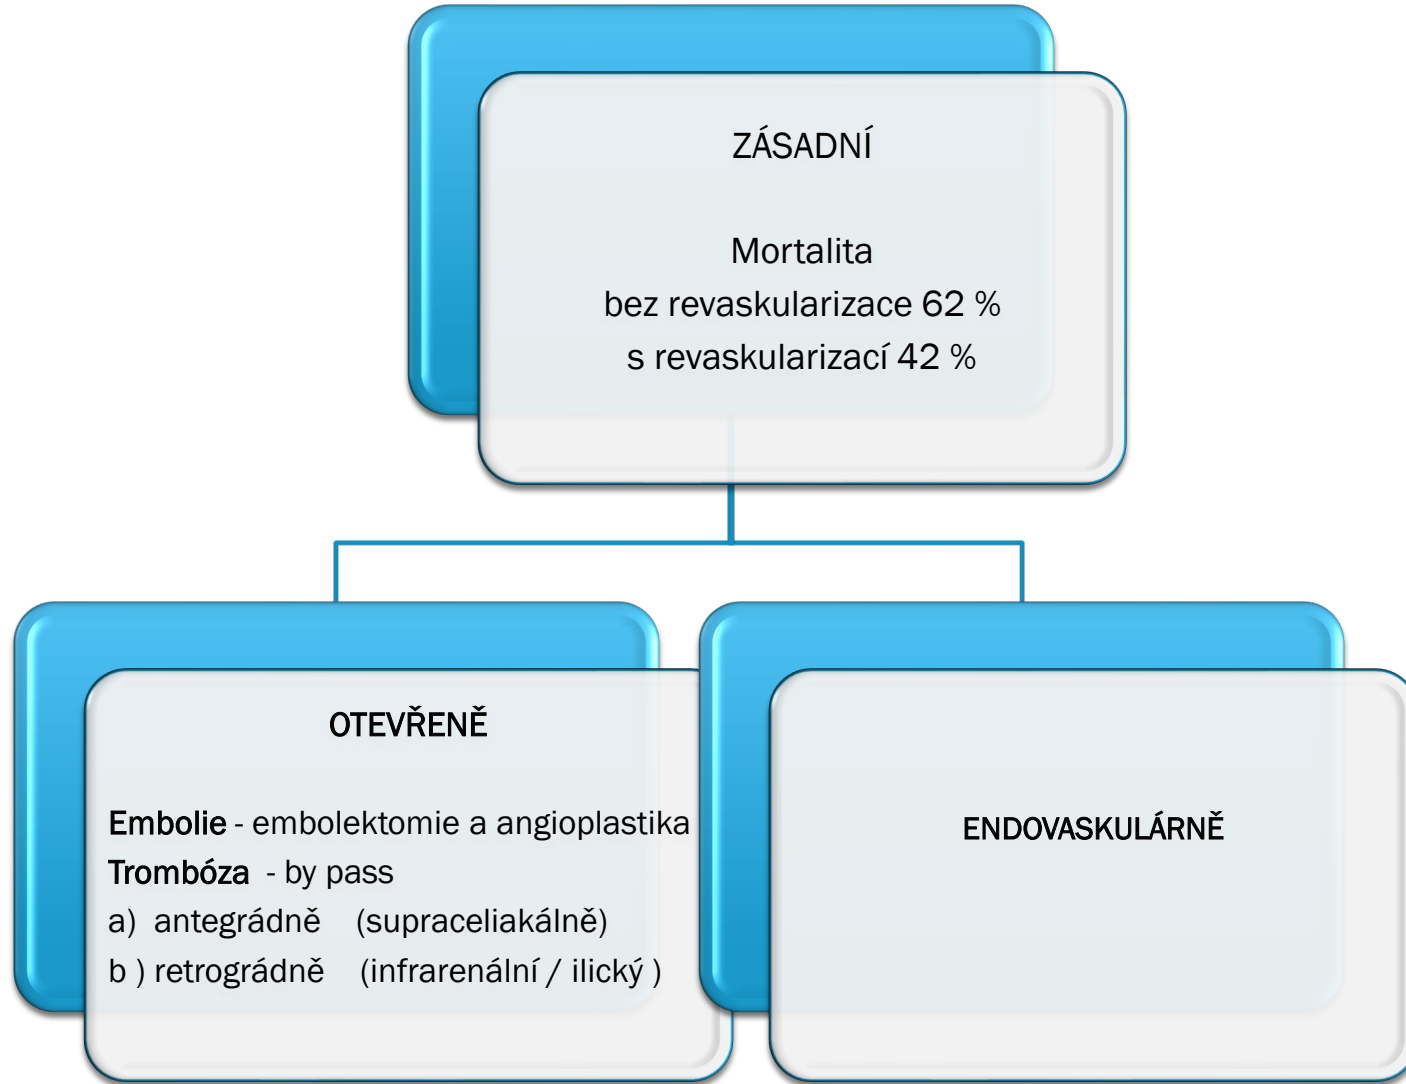 ZÁSADNÍ
Mortalita
bez revaskularizace 62 %
s revaskularizací 42 %
OTEVŘENĚ
Embolie - embolektomie a angioplastika
Trombóza - by pass
a) antegrádně (supraceliakálně)
b ) retrográdně (infrarenální / ilický )
ENDOVASKULÁRNĚ